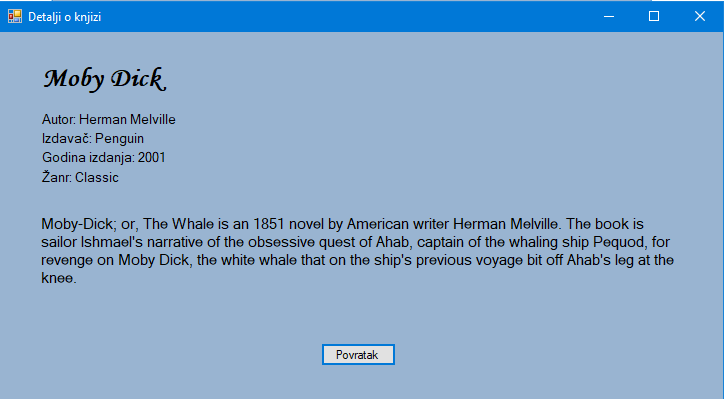 Detalji o knjizi
Moby Dick
Autor: Herman Melville
Izdavač: Penguin
Godina izdanja: 2001
Žanr: Classic
Moby-Dick; or, The Whale is an 1851 novel by American writer Herman Melville. The book is
sailor Ishmael's narrative of the obsessive quest of Ahab, captain of the whaling ship Pequod, for
revenge on Moby Dick, the white whale that on the ship's previous voyage bit off Ahab's leg at the
knee.
Povratak